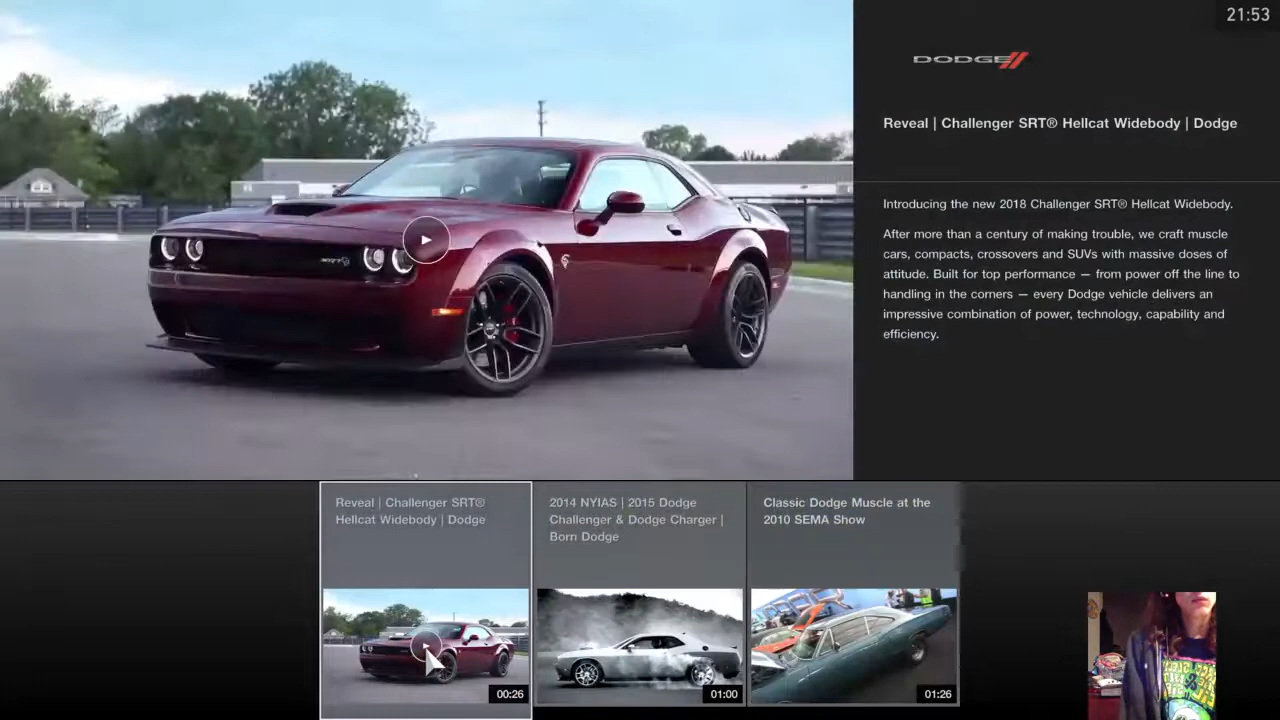 21:53
DODGE
Reveal | Challenger SRT® Hellcat Widebody | Dodge
Introducing the new 2018 Challenger SRT® Hellcat Widebody.
After more than a century of making trouble, we craft muscle
cars, compacts, crossovers and SUVs with massive doses of
attitude. Built for top performance — from power off the line to
handling in the corners — every Dodge vehicle delivers an
impressive combination of power, technology, capability and
efficiency.
Reveal | Challenger SRT®
Hellcat Widebody | Dodge
00:26
2014 NYIAS | 2015 Dodge
Challenger & Dodge Charger |
Born Dodge
01:00
Classic Dodge Muscle at the
2010 SEMA Show
01:26